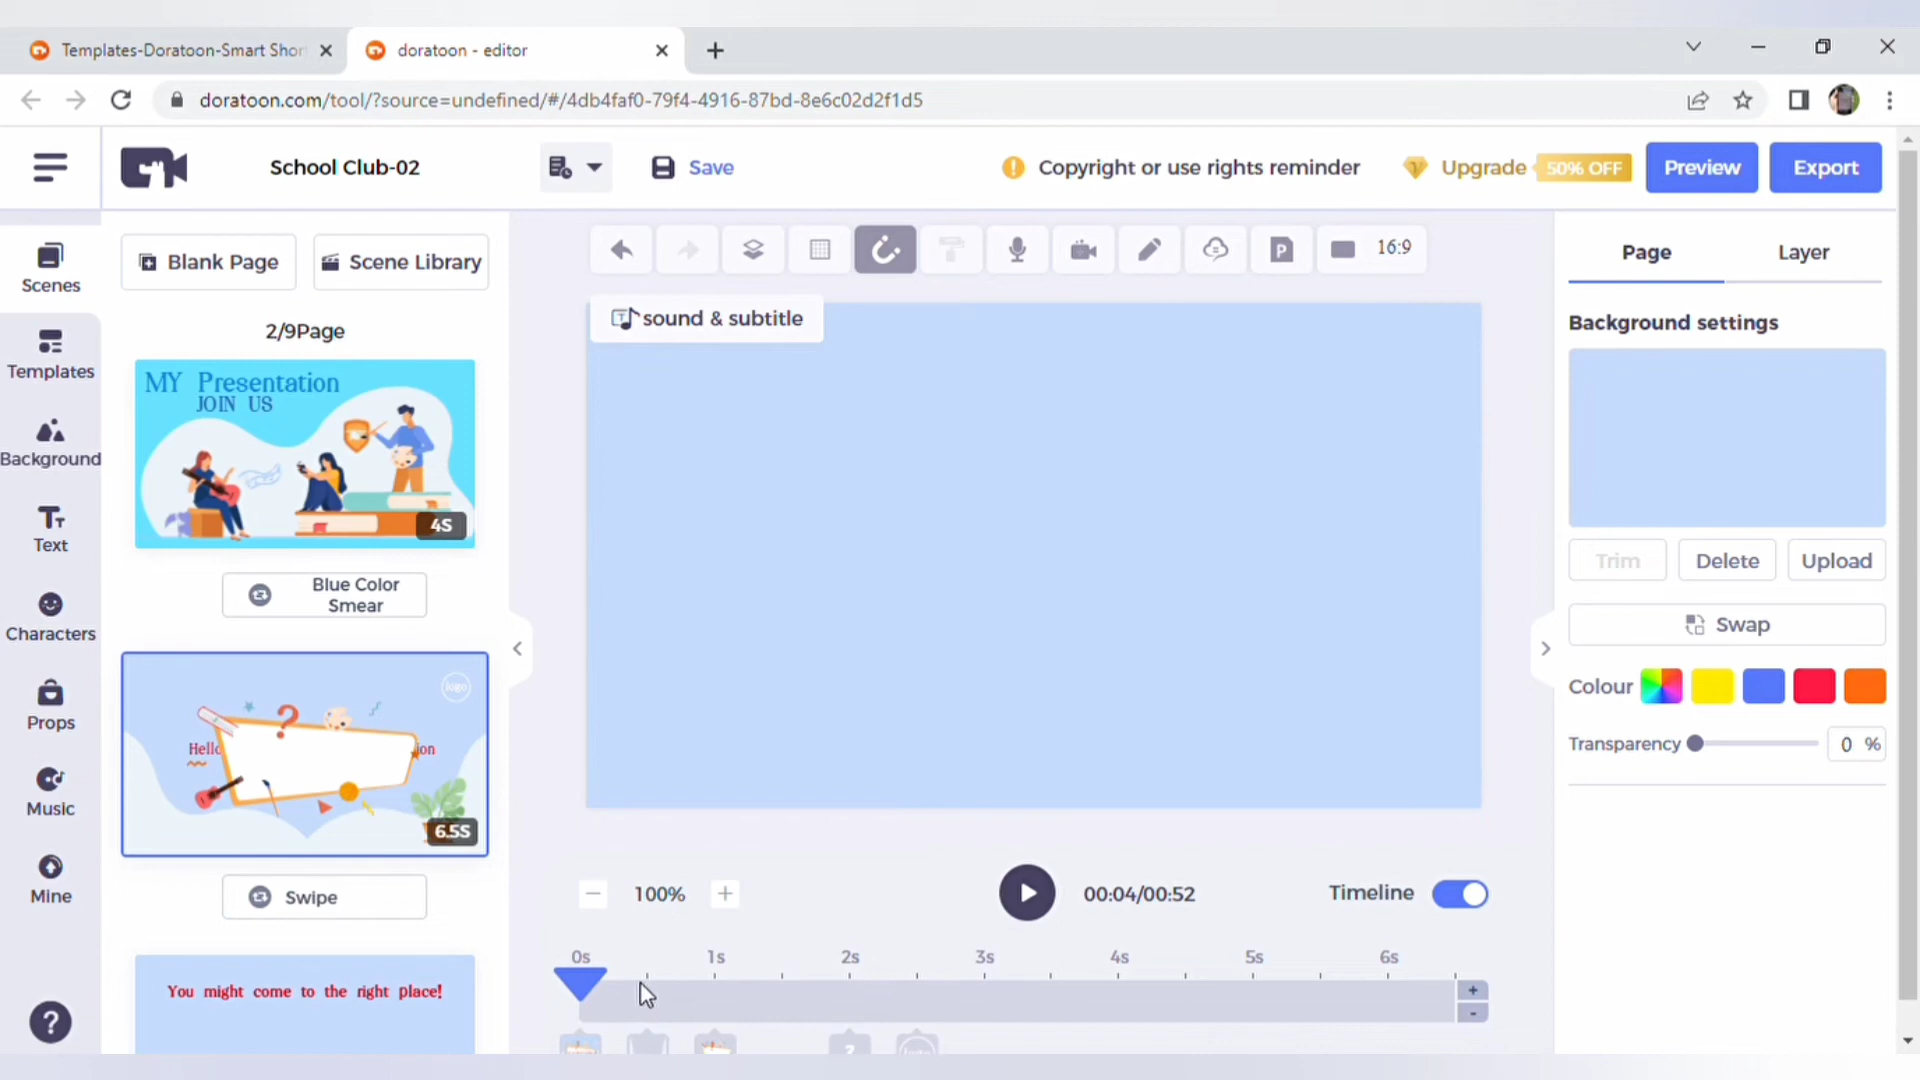 Templates-Doratoon-Smart Shor
doratoon - editor
doratoon.com/tool/?source=undefined/#/4db4faf0-79f4-4916-87bd-8e6c02d2f1d5
School Club-02
Save
Copyright or use rights reminder
Upgrade
50% OFF
Preview
Export
Scenes
Templates
Background
Text
Characters
Props
Music
Mine
Blank Page
Scene Library
2/9Page
MY Presentation
JOIN US
4S
Blue Color
Smear
logo
Hello
ion
6.5S
Swipe
You might come to the right place!
16:9
sound & subtitle
100%
00:04/00:52
Timeline
0s 1s 2s 3s 4s 5s 6s
Page
Layer
Background settings
Trim
Delete
Upload
Swap
Colour
Transparency
0 %